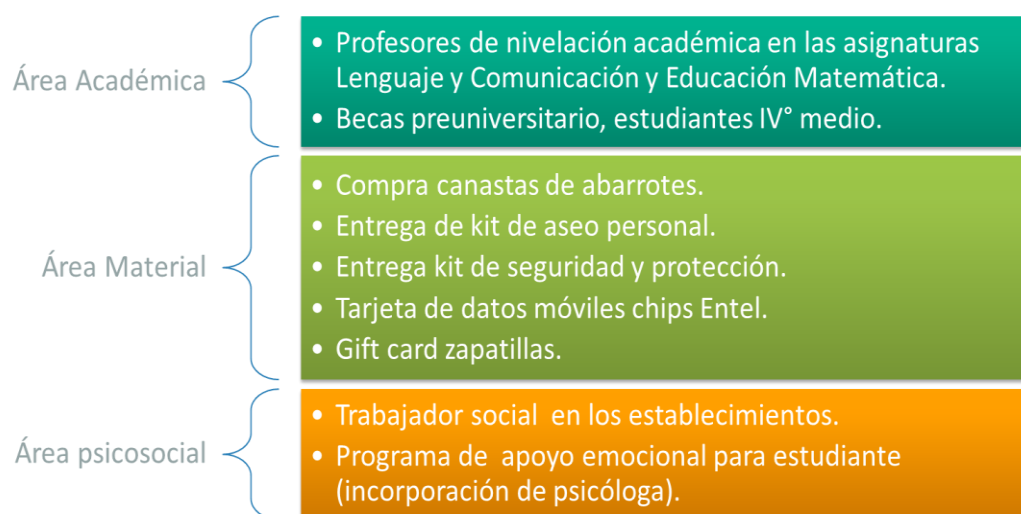 Área Académica
• Profesores de nivelación académica en las asignaturas
Lenguaje y Comunicación y Educación Matemática.
• Becas preuniversitario, estudiantes IV° medio.
Área Material
• Compra canastas de abarrotes.
• Entrega de kit de aseo personal.
• Entrega kit de seguridad y protección.
• Tarjeta de datos móviles chips Entel.
• Gift card zapatillas.
Área psicosocial
• Trabajador social en los establecimientos.
• Programa de apoyo emocional para estudiante
(incorporación de psicóloga).